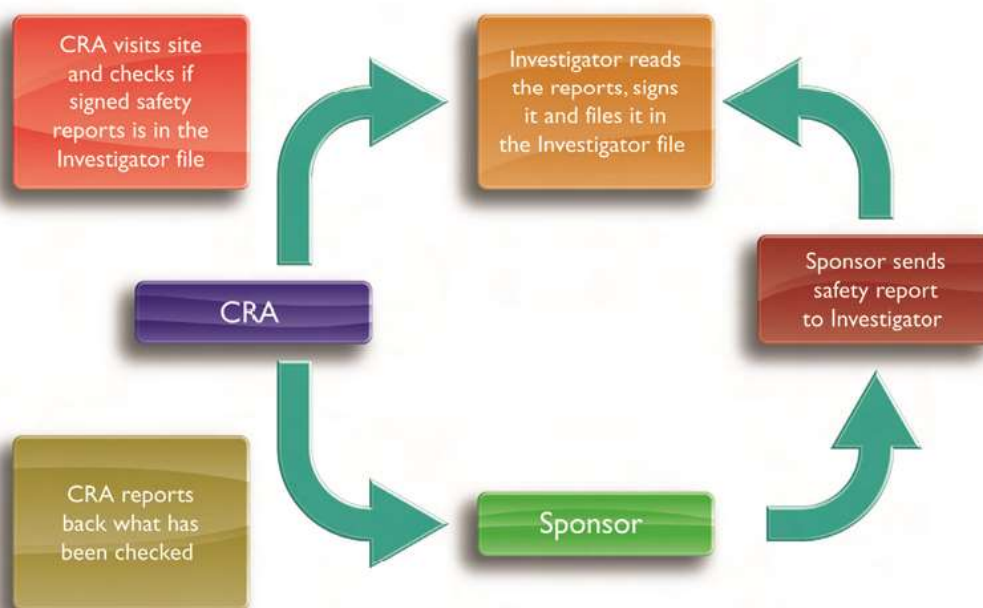 CRA visits site
and checks if
signed safety
reports is in the
Investigator file
Investigator reads
the reports, signs
it and files it in
the Investigator file
Sponsor sends
safety report
to Investigator
CRA
CRA reports
back what has
been checked
Sponsor